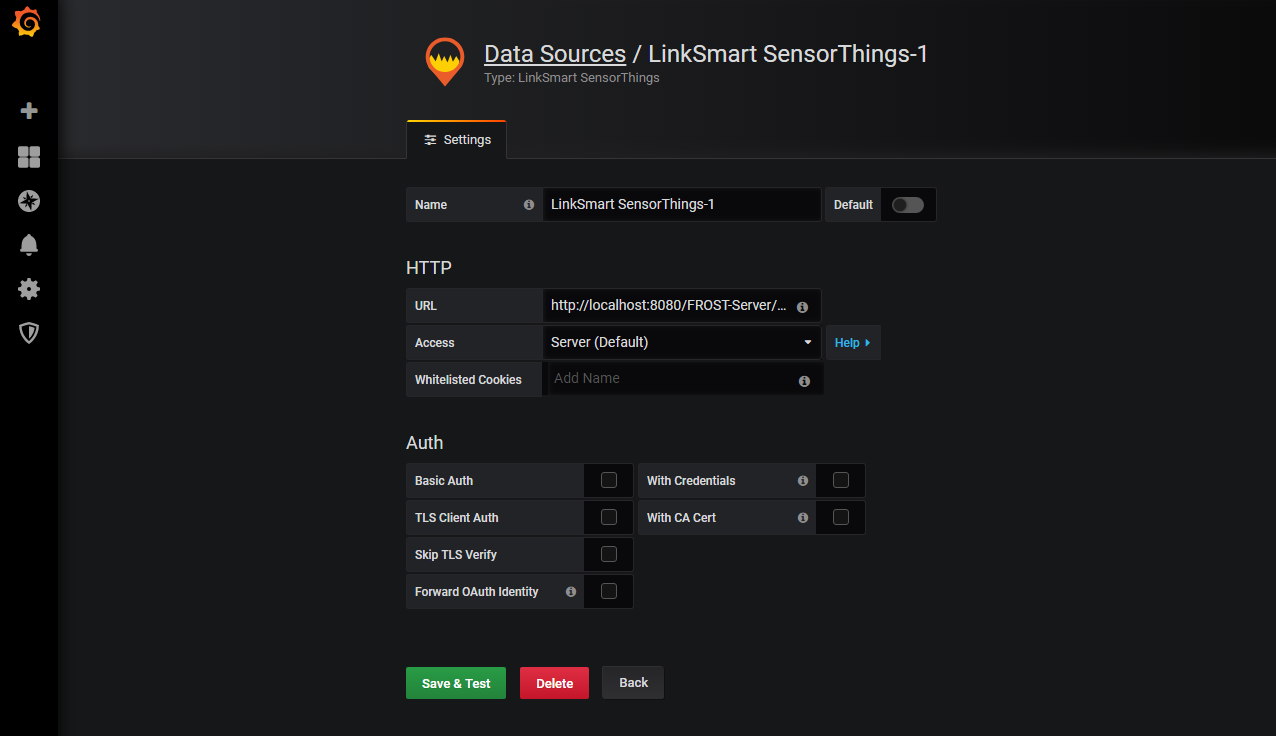 Data Sources / LinkSmart SensorThings-1
Type: LinkSmart SensorThings
Settings
Name LinkSmart SensorThings-1 Default
HTTP
URL http://localhost:8080/FROST-Server/...
Access Server (Default) Help
Whitelisted Cookies Add Name
Auth
Basic Auth With Credentials
TLS Client Auth With CA Cert
Skip TLS Verify
Forward OAuth Identity
Save & Test Delete Back